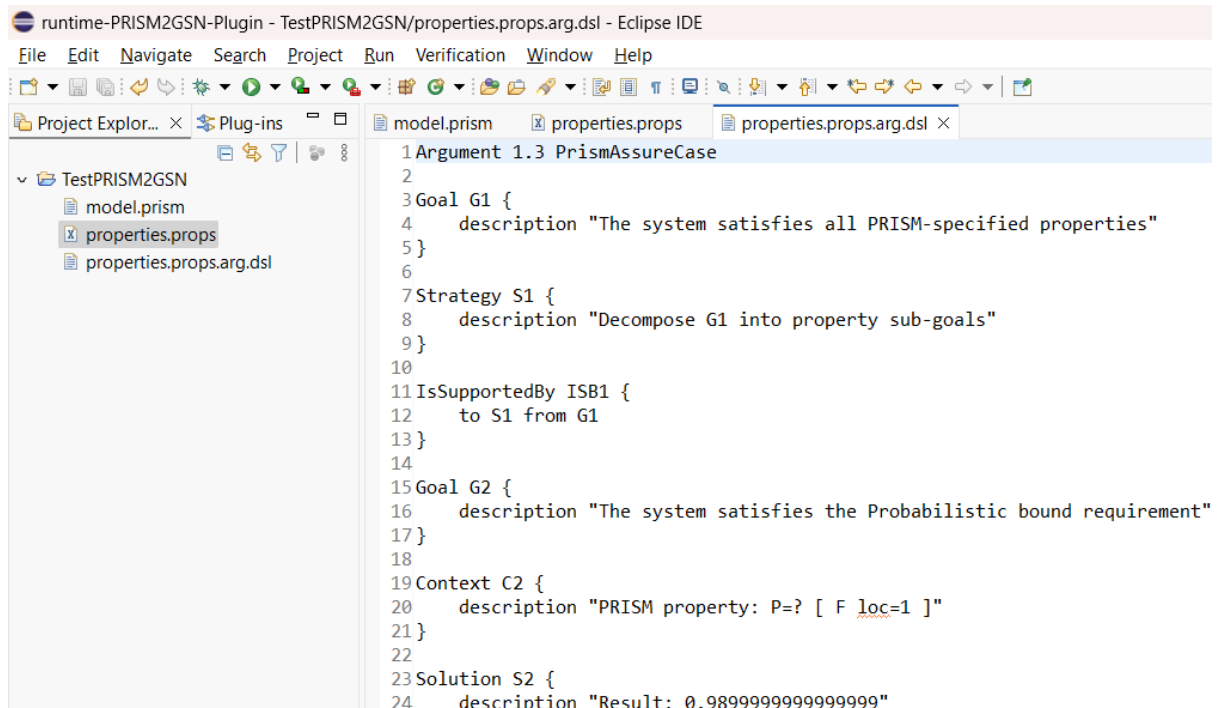 runtime-PRISM2GSN-Plugin - TestPRISM2GSN/properties.props.arg.dsl - Eclipse IDE
File Edit Navigate Search Project Run Verification Window Help
Project Explor... Plug-ins model.prism properties.props properties.props.arg.dsl
TestPRISM2GSN
model.prism
properties.props
properties.props.arg.dsl
1 Argument 1.3 PrismAssureCase
2
3 Goal G1 {
4     description "The system satisfies all PRISM-specified properties"
5 }
6
7 Strategy S1 {
8     description "Decompose G1 into property sub-goals"
9 }
10
11 IsSupportedBy ISB1 {
12     to S1 from G1
13 }
14
15 Goal G2 {
16     description "The system satisfies the Probabilistic bound requirement"
17 }
18
19 Context C2 {
20     description "PRISM property: P=? [ F loc=1 ]"
21 }
22
23 Solution S2 {
24     description "Result: 0.9899999999999999"